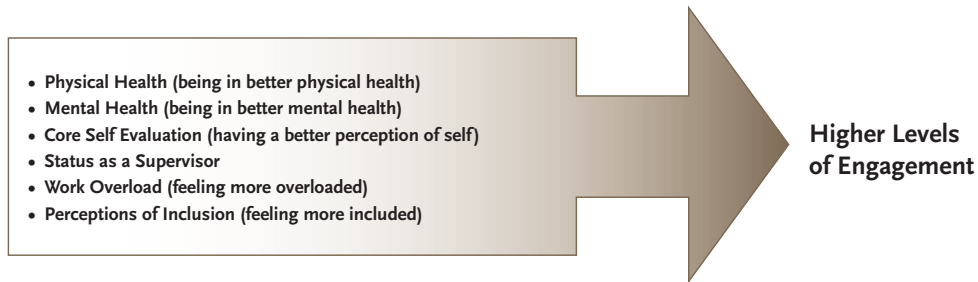 • Physical Health (being in better physical health)
• Mental Health (being in better mental health)
• Core Self Evaluation (having a better perception of self)
• Status as a Supervisor
• Work Overload (feeling more overloaded)
• Perceptions of Inclusion (feeling more included)
Higher Levels
of Engagement